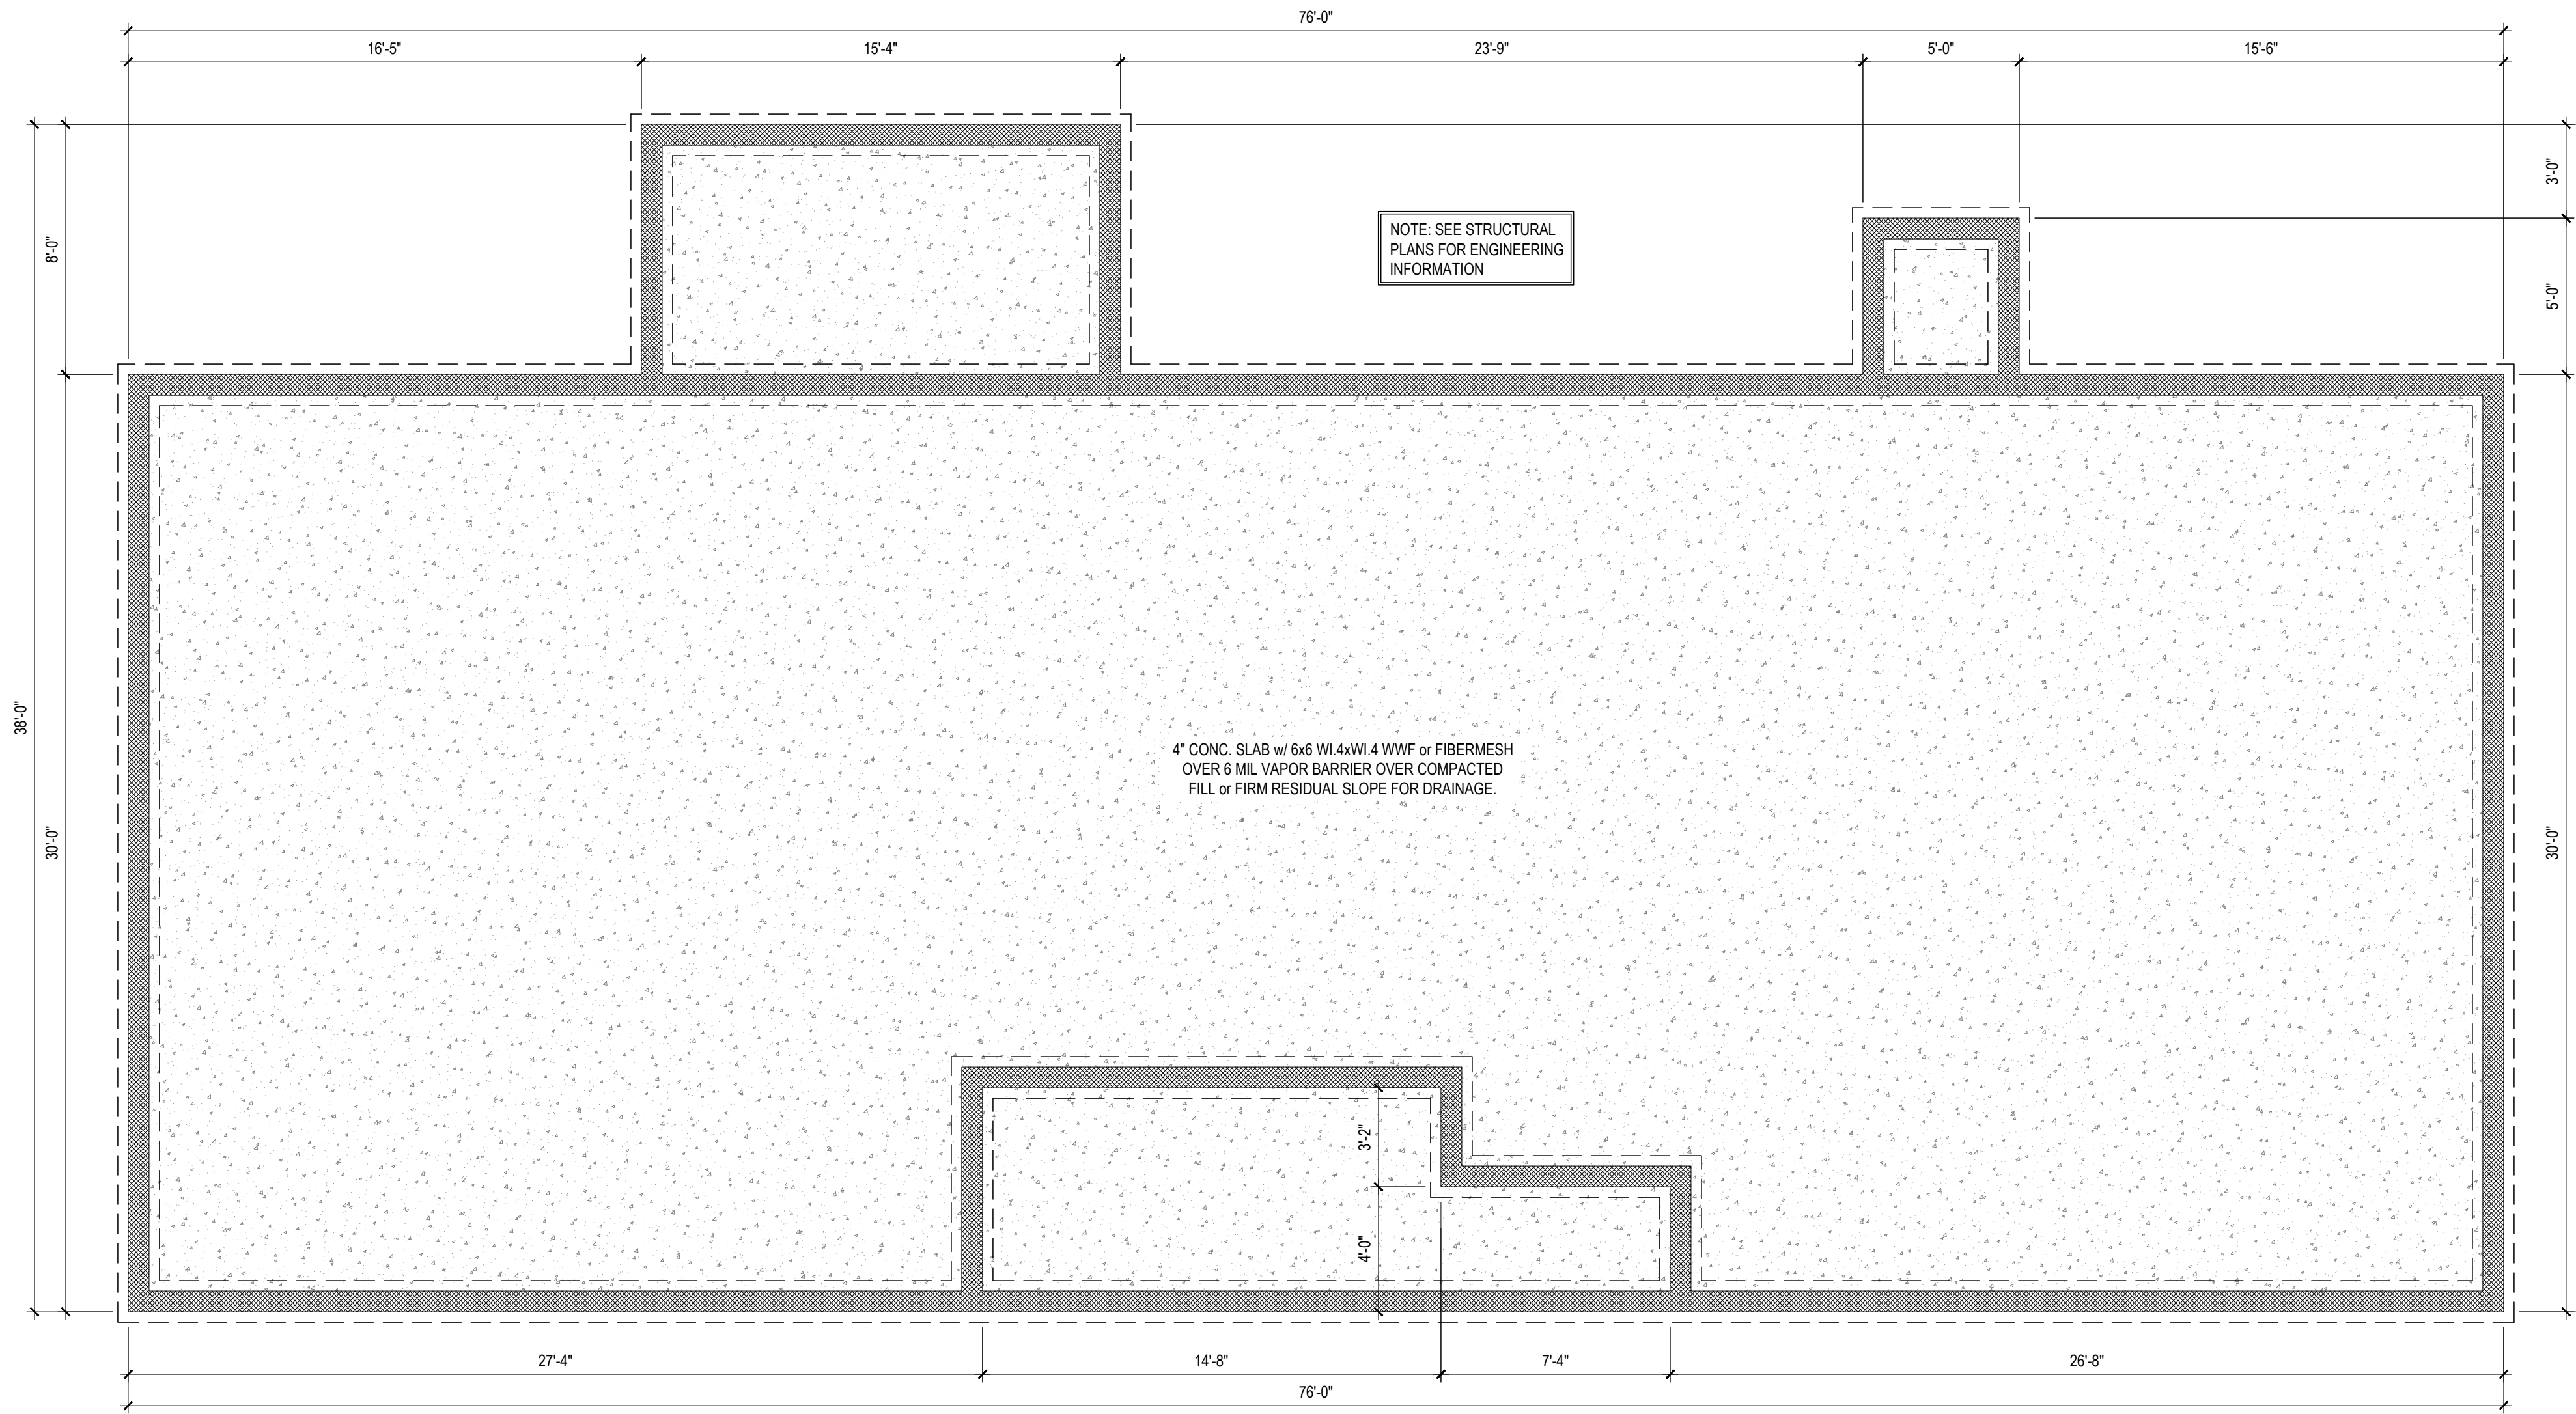 76'-0"
16'-5" 15'-4" 23'-9" 5'-0" 15'-6"
3'-0"
8'-0"
NOTE: SEE STRUCTURAL
PLANS FOR ENGINEERING
INFORMATION
5'-0"
38'-0"
4" CONC. SLAB w/ 6x6 WI.4xWI.4 WWF or FIBERMESH
OVER 6 MIL VAPOR BARRIER OVER COMPACTED
FILL or FIRM RESIDUAL SLOPE FOR DRAINAGE.
30'-0"
30'-0"
3'-2"
4'-0"
27'-4" 14'-8" 7'-4" 26'-8"
76'-0"